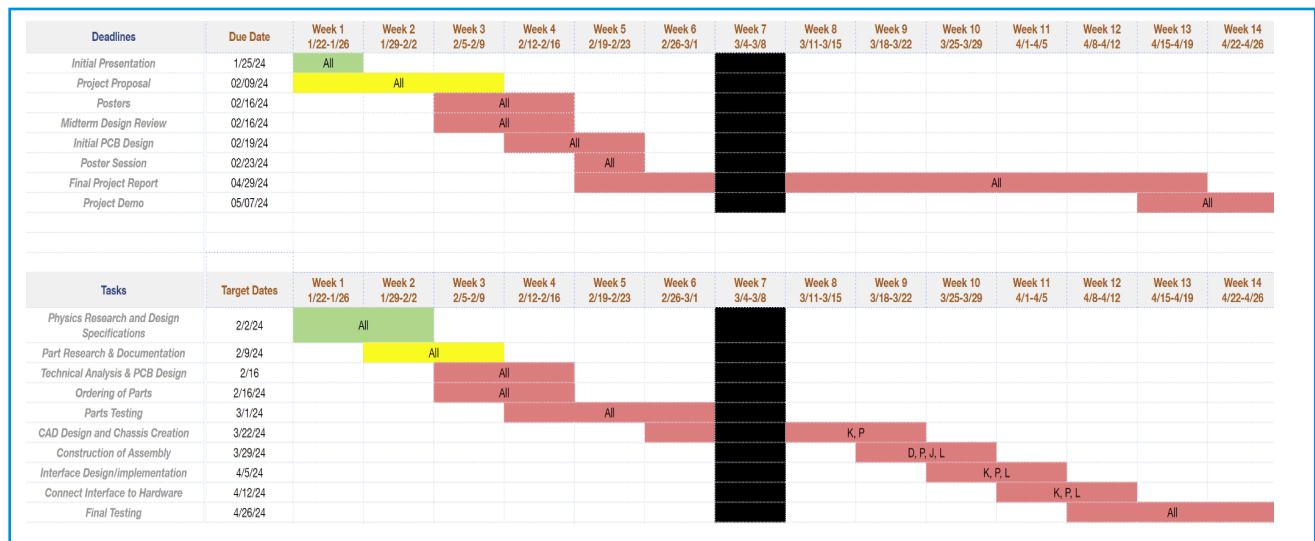 Deadlines Due Date Week 1 Week 2 Week 3 Week 4 Week 5 Week 6 Week 7 Week 8 Week 9 Week 10 Week 11 Week 12 Week 13 Week 14
1/22-1/26 1/29-2/2 2/5-2/9 2/12-2/16 2/19-2/23 2/26-3/1 3/4-3/8 3/11-3/15 3/18-3/22 3/25-3/29 4/1-4/5 4/8-4/12 4/15-4/19 4/22-4/26
Initial Presentation 1/25/24 All
Project Proposal 02/09/24 All
Posters 02/16/24 All
Midterm Design Review 02/16/24 All
Initial PCB Design 02/19/24 All
Poster Session 02/23/24 All
Final Project Report 04/29/24 All
Project Demo 05/07/24 All
Tasks Target Dates Week 1 Week 2 Week 3 Week 4 Week 5 Week 6 Week 7 Week 8 Week 9 Week 10 Week 11 Week 12 Week 13 Week 14
1/22-1/26 1/29-2/2 2/5-2/9 2/12-2/16 2/19-2/23 2/26-3/1 3/4-3/8 3/11-3/15 3/18-3/22 3/25-3/29 4/1-4/5 4/8-4/12 4/15-4/19 4/22-4/26
Physics Research and Design
Specifications 2/2/24 All
Part Research & Documentation 2/9/24 All
Technical Analysis & PCB Design 2/16 All
Ordering of Parts 2/16/24 All
Parts Testing 3/1/24 All
CAD Design and Chassis Creation 3/22/24 K, P
Construction of Assembly 3/29/24 D, P, J, L
Interface Design/implementation 4/5/24 K, P, L
Connect Interface to Hardware 4/12/24 K, P, L
Final Testing 4/26/24 All